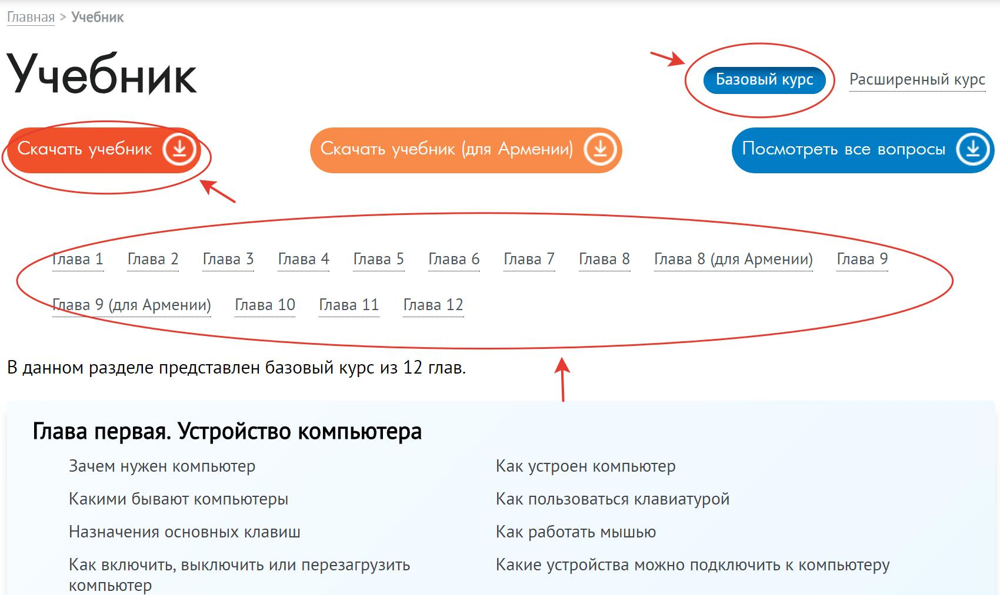 Главная > Учебник
Учебник
Базовый курс
Расширенный курс
Скачать учебник
Скачать учебник (для Армении)
Посмотреть все вопросы
Глава 1 Глава 2 Глава 3 Глава 4 Глава 5 Глава 6 Глава 7 Глава 8 Глава 8 (для Армении) Глава 9
Глава 9 (для Армении) Глава 10 Глава 11 Глава 12
В данном разделе представлен базовый курс из 12 глав.
Глава первая. Устройство компьютера
Зачем нужен компьютер
Как устроен компьютер
Какими бывают компьютеры
Как пользоваться клавиатурой
Назначения основных клавиш
Как работать мышью
Как включить, выключить или перезагрузить
компьютер
Какие устройства можно подключить к компьютеру